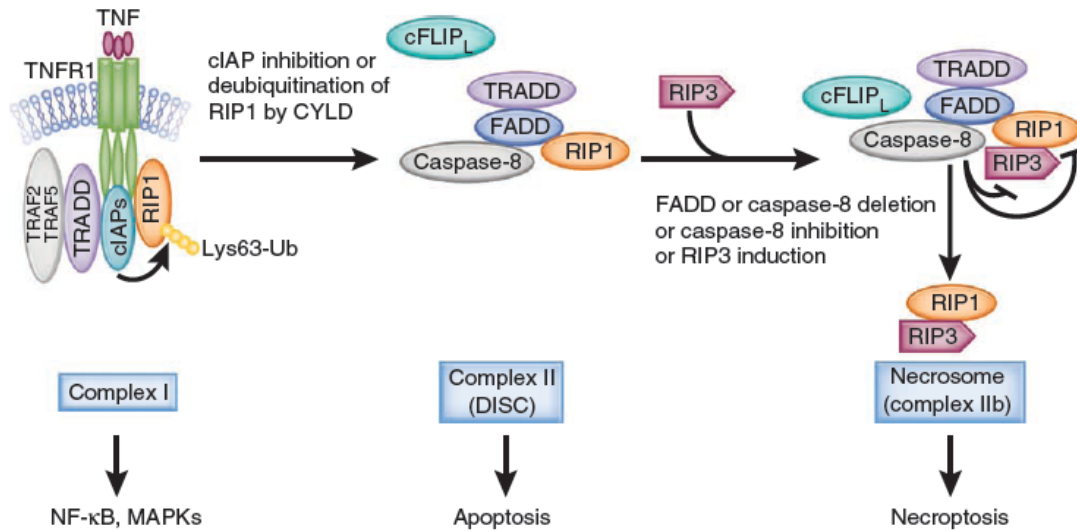 TNF
TNFR1
TRAF2
TRAF5
TRADD
cIAPs
RIP1
Lys63-Ub
cIAP inhibition or
deubiquitination of
RIP1 by CYLD
cFLIPL
TRADD
FADD
Caspase-8
RIP1
RIP3
FADD or caspase-8 deletion
or caspase-8 inhibition
or RIP3 induction
TRADD
cFLIPL
FADD
Caspase-8
RIP1
RIP3
RIP1
RIP3
Complex I
Complex II
(DISC)
Necrosome
(complex IIb)
NF-κB, MAPKs
Apoptosis
Necroptosis